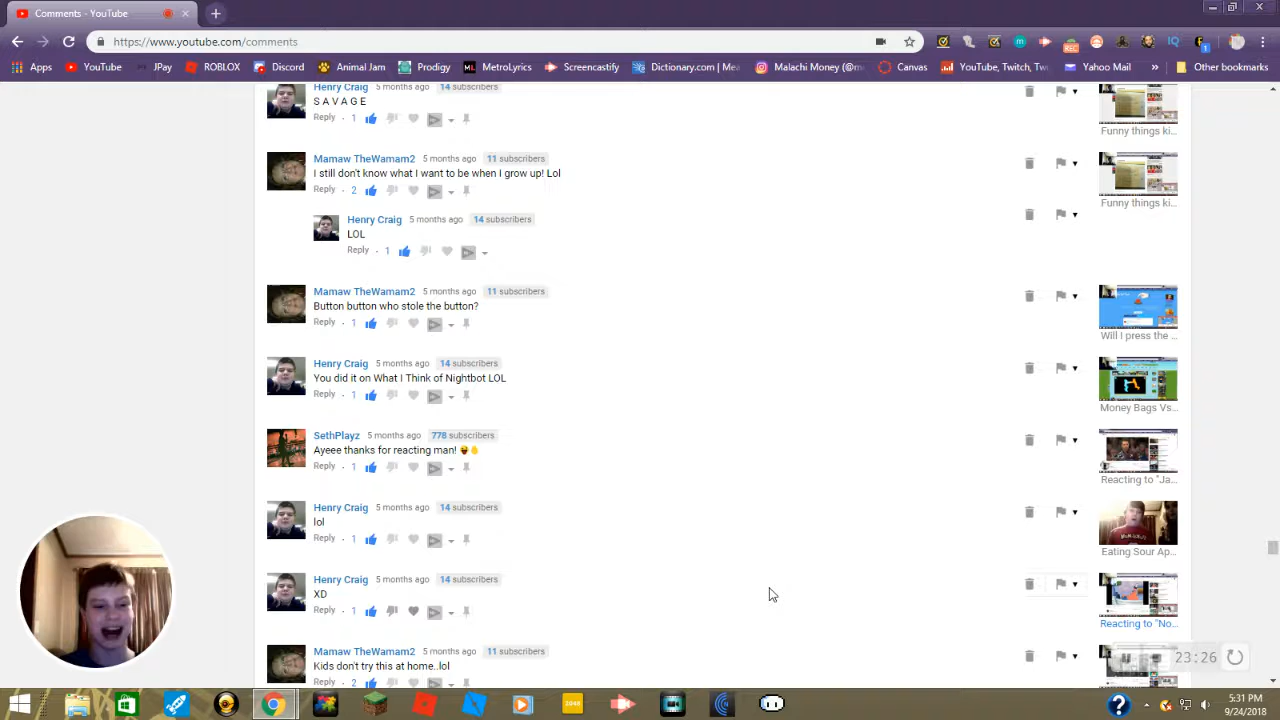 Comments - YouTube
https://www.youtube.com/comments
REC
1
Apps YouTube JPay ROBLOX Discord Animal Jam Prodigy MetroLyrics Screencastify Dictionary.com | Mea Malachi Money (@m Canvas YouTube, Twitch, Tw Yahoo Mail » Other bookmarks
Henry Craig 5 months ago 14 subscribers
S A V A G E
Reply · 1
Funny things ki...
Mamaw TheWamam2 5 months ago 11 subscribers
I still don't know what I want to be when I grow up! Lol
Reply · 2
Funny things ki...
Henry Craig 5 months ago 14 subscribers
LOL
Reply · 1
Mamaw TheWamam2 5 months ago 11 subscribers
Button button who stole the button?
Reply · 1
Will I press the ...
Henry Craig 5 months ago 14 subscribers
You did it on What I Think of Nightbot LOL
Reply · 1
Money Bags Vs...
SethPlayz 5 months ago 778 subscribers
Ayeee thanks for reacting man!
Reply · 1
Reacting to "Ja...
Henry Craig 5 months ago 14 subscribers
lol
Reply · 1
Eating Sour Ap...
Henry Craig 5 months ago 14 subscribers
XD
Reply · 1
Reacting to "No...
Mamaw TheWamam2 5 months ago 11 subscribers
Kids don't try this at home..lol
Reply · 2
23:26
2048
5:31 PM
9/24/2018